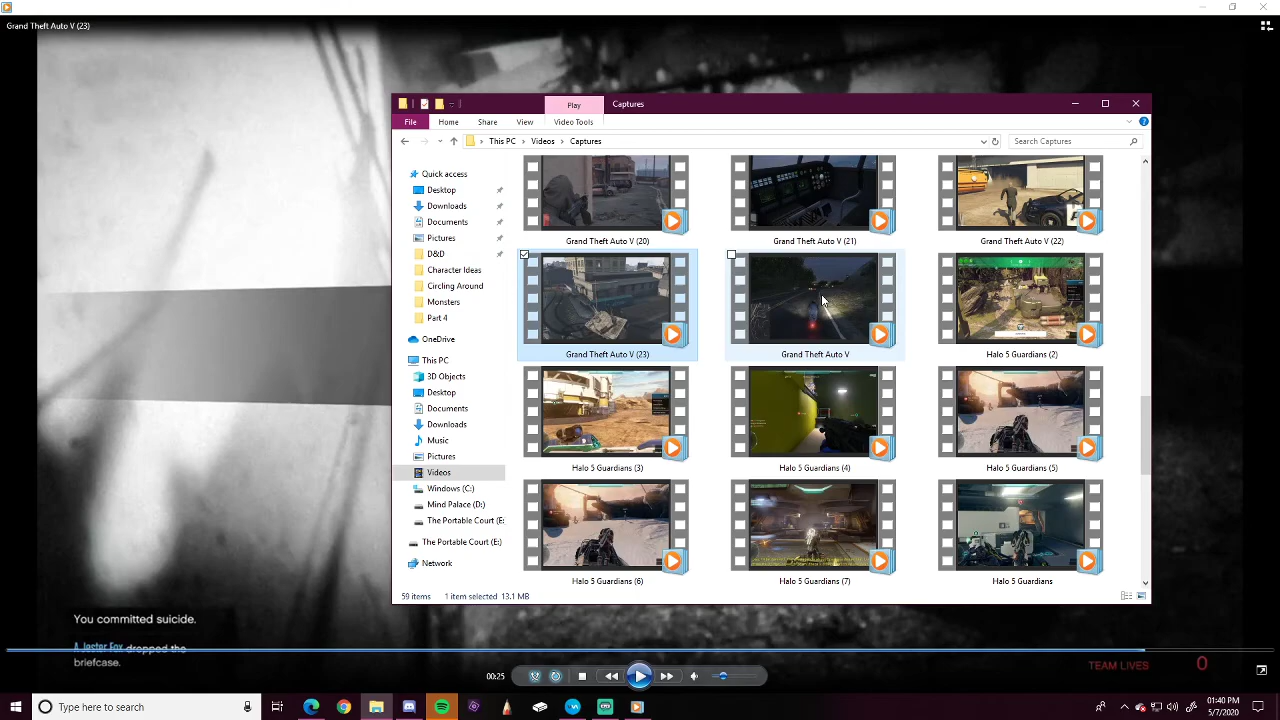 Grand Theft Auto V (23)
Play
Captures
File
Home
Share
View
Video Tools
This PC
Videos
Captures
Search Captures
Quick access
Desktop
Downloads
Documents
Pictures
D&D
Character Ideas
Circling Around
Monsters
Part 4
OneDrive
This PC
3D Objects
Desktop
Documents
Downloads
Music
Pictures
Videos
Windows (C:)
Mind Palace (D:)
The Portable Court (E:
The Portable Court (E:)
Network
Grand Theft Auto V (20)
Grand Theft Auto V (21)
Grand Theft Auto V (22)
Grand Theft Auto V (23)
Grand Theft Auto V
Halo 5 Guardians (2)
Halo 5 Guardians (3)
Halo 5 Guardians (4)
Halo 5 Guardians (5)
Halo 5 Guardians (6)
Halo 5 Guardians (7)
Halo 5 Guardians
59 items
1 item selected 13.1 MB
You committed suicide.
A Jester Fox dropped the
briefcase.
TEAM LIVES 0
00:25
Type here to search
01:40 PM
5/7/2020